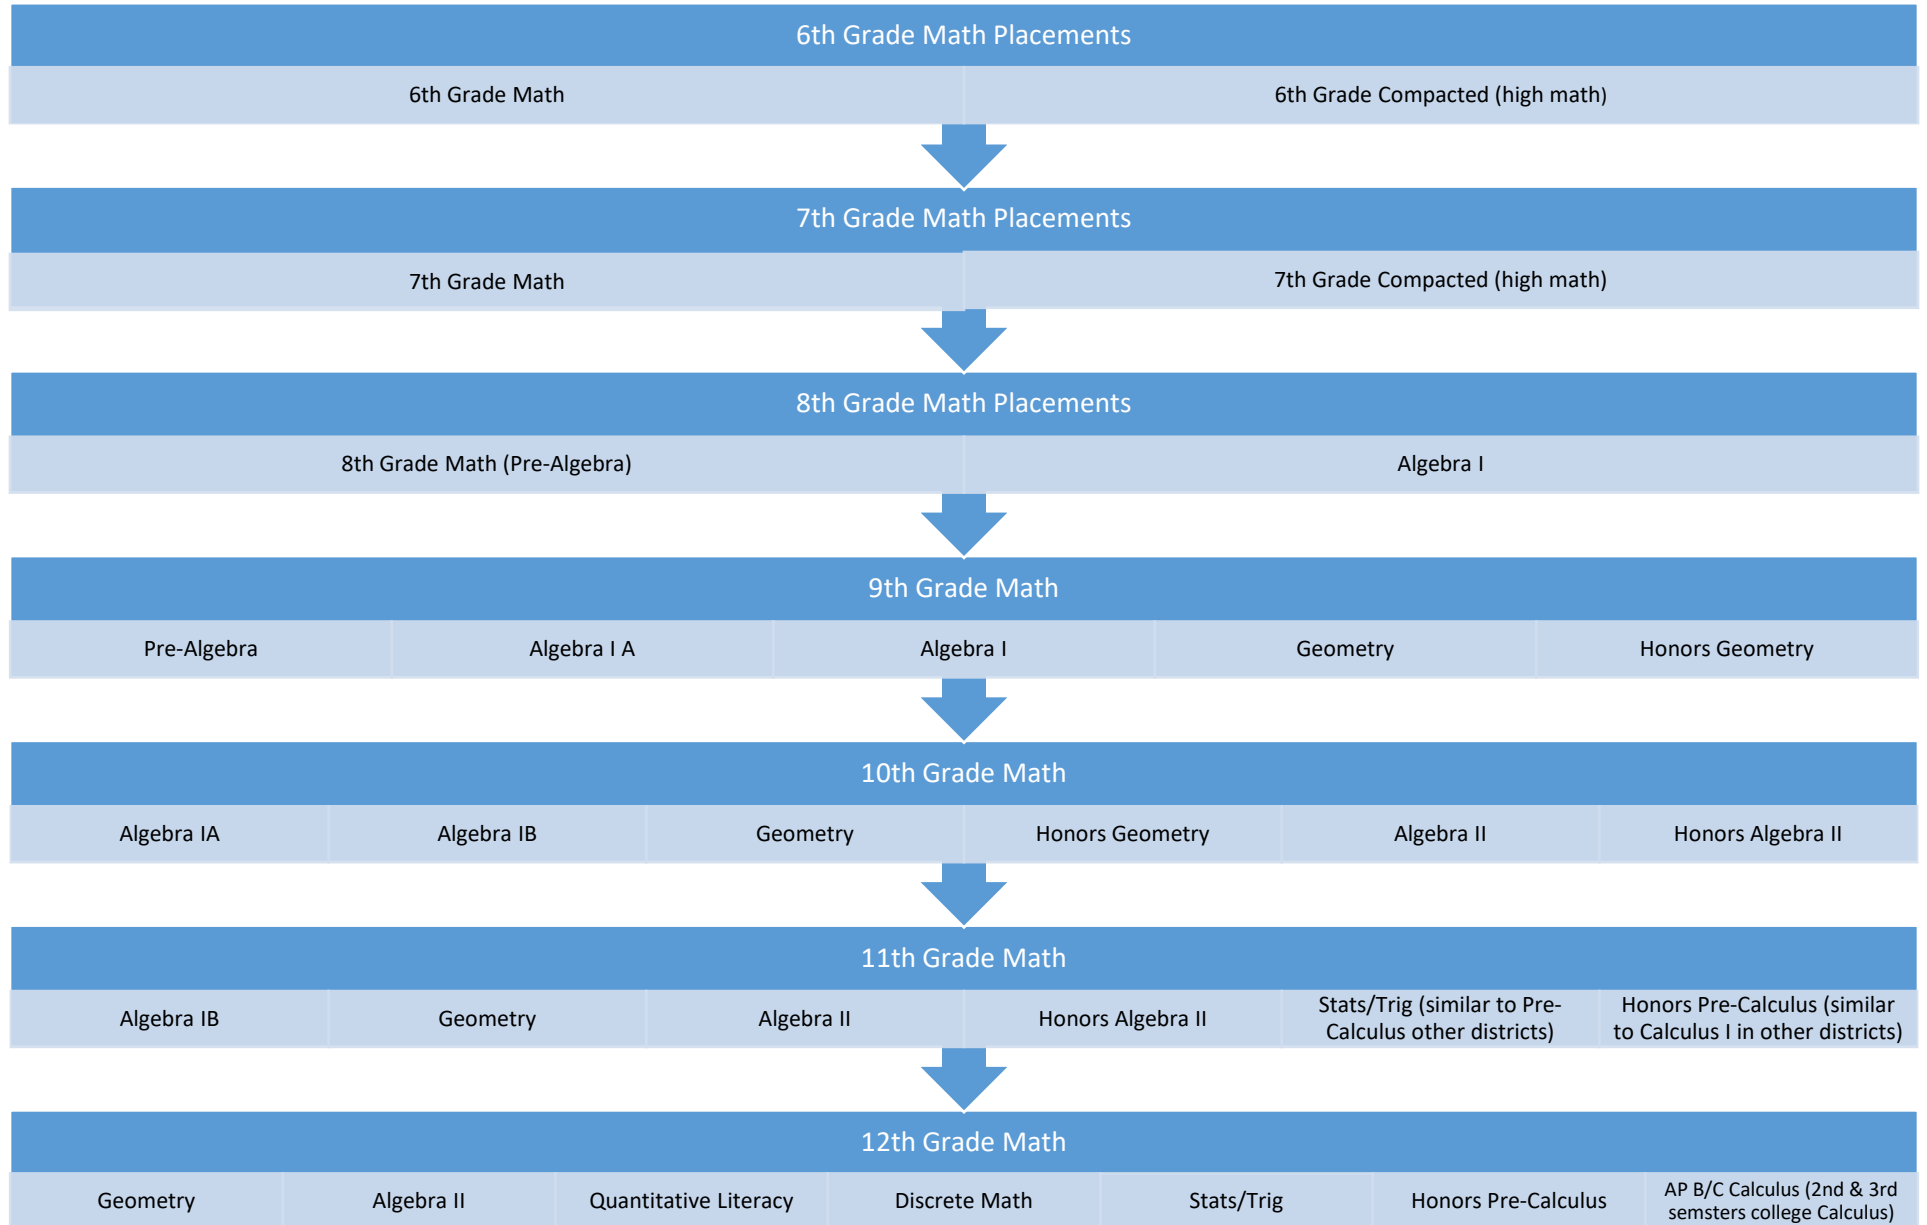 6th Grade Math Placements
6th Grade Math
6th Grade Compacted (high math)
7th Grade Math Placements
7th Grade Math
7th Grade Compacted (high math)
8th Grade Math Placements
8th Grade Math (Pre-Algebra)
Algebra I
9th Grade Math
Pre-Algebra
Algebra I A
Algebra I
Geometry
Honors Geometry
10th Grade Math
Algebra IA
Algebra IB
Geometry
Honors Geometry
Algebra II
Honors Algebra II
11th Grade Math
Algebra IB
Geometry
Algebra II
Honors Algebra II
Stats/Trig (similar to Pre-
Calculus other districts)
Honors Pre-Calculus (similar
to Calculus I in other districts)
12th Grade Math
Geometry
Algebra II
Quantitative Literacy
Discrete Math
Stats/Trig
Honors Pre-Calculus
AP B/C Calculus (2nd & 3rd
semsters college Calculus)